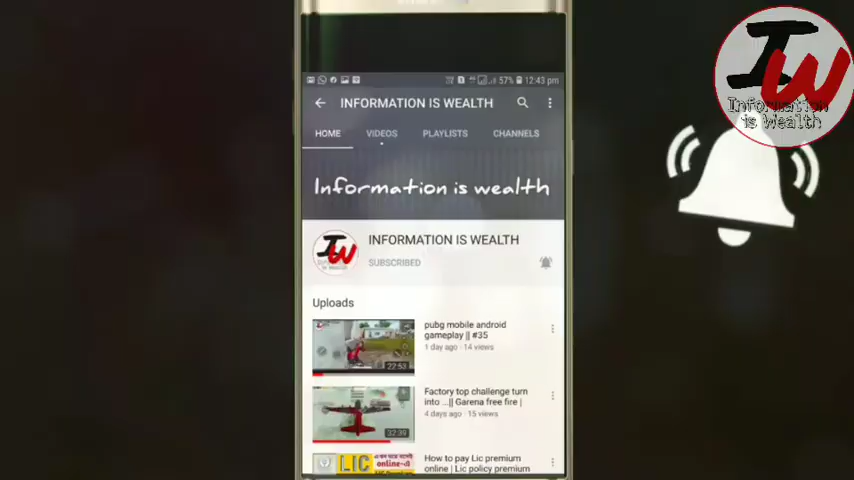 57% 12:43 pm
INFORMATION IS WEALTH
HOME VIDEOS PLAYLISTS CHANNELS
Information is wealth
INFORMATION IS WEALTH
SUBSCRIBED
Uploads
pubg mobile android
gameplay || #35
1 day ago · 14 views
22:53
Factory top challenge turn
into ...|| Garena free fire |
4 days ago · 15 views
32:39
How to pay Lic premium
online | Lic policy premium
LIC
online-এ
IW
Information
is Wealth